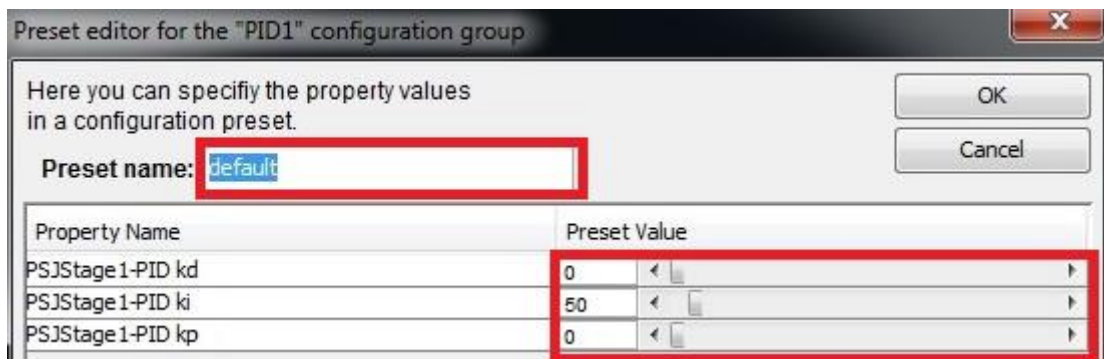 Preset editor for the "PID1" configuration group
X
Here you can specifiy the property values
in a configuration preset.
OK
Cancel
Preset name: default
Property Name Preset Value
PSJStage1-PID kd 0
PSJStage1-PID ki 50
PSJStage1-PID kp 0